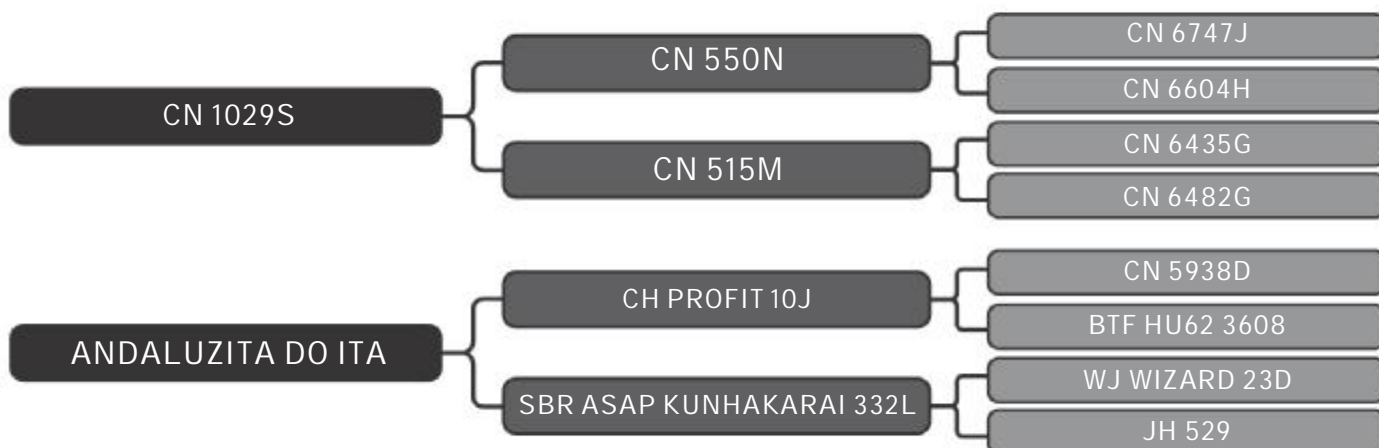 CN 1029S
CN 550N
CN 6747J
CN 6604H
CN 515M
CN 6435G
CN 6482G
ANDALUZITA DO ITA
CH PROFIT 10J
CN 5938D
BTF HU62 3608
SBR ASAP KUNHAKARAI 332L
WJ WIZARD 23D
JH 529